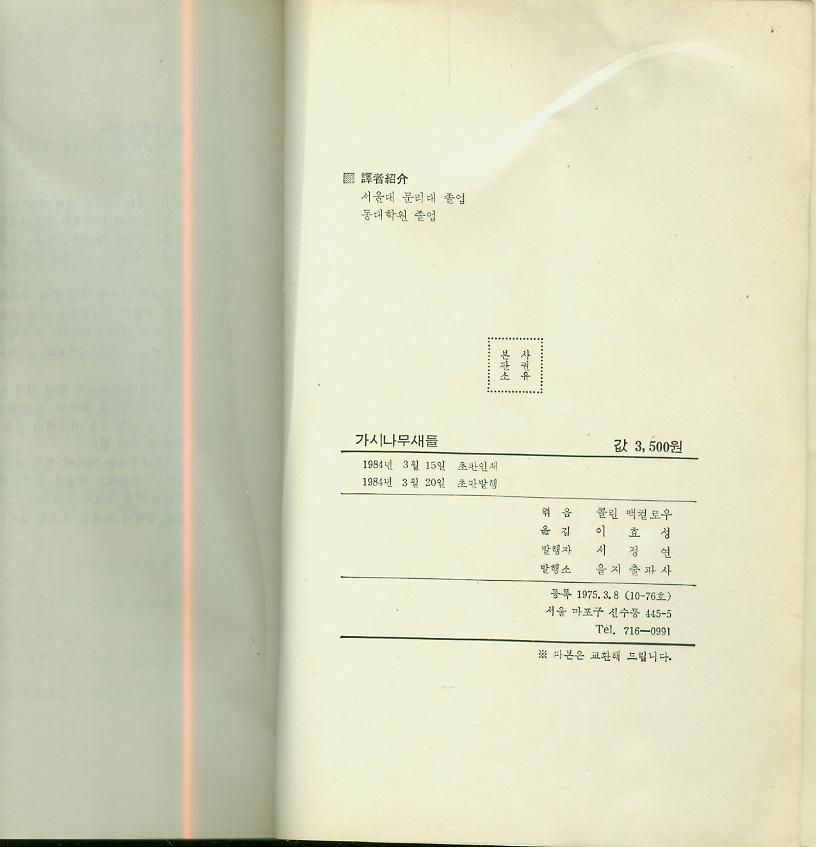 譯者紹介
서울대 문리대 졸업
동대학원 졸업
본 사
판 권
소 유
가시나무새들
값 3,500원
1984년 3월 15일 초판인쇄
1984년 3월 20일 초판발행
엮음 콜린 맥컬로우
옮김 이효성
발행자 서정연
발행소 을지출판사
등록 1975.3.8 (10-76호)
서울 마포구 신수동 445-5
Tel. 716—0991
※ 파본은 교환해 드립니다.